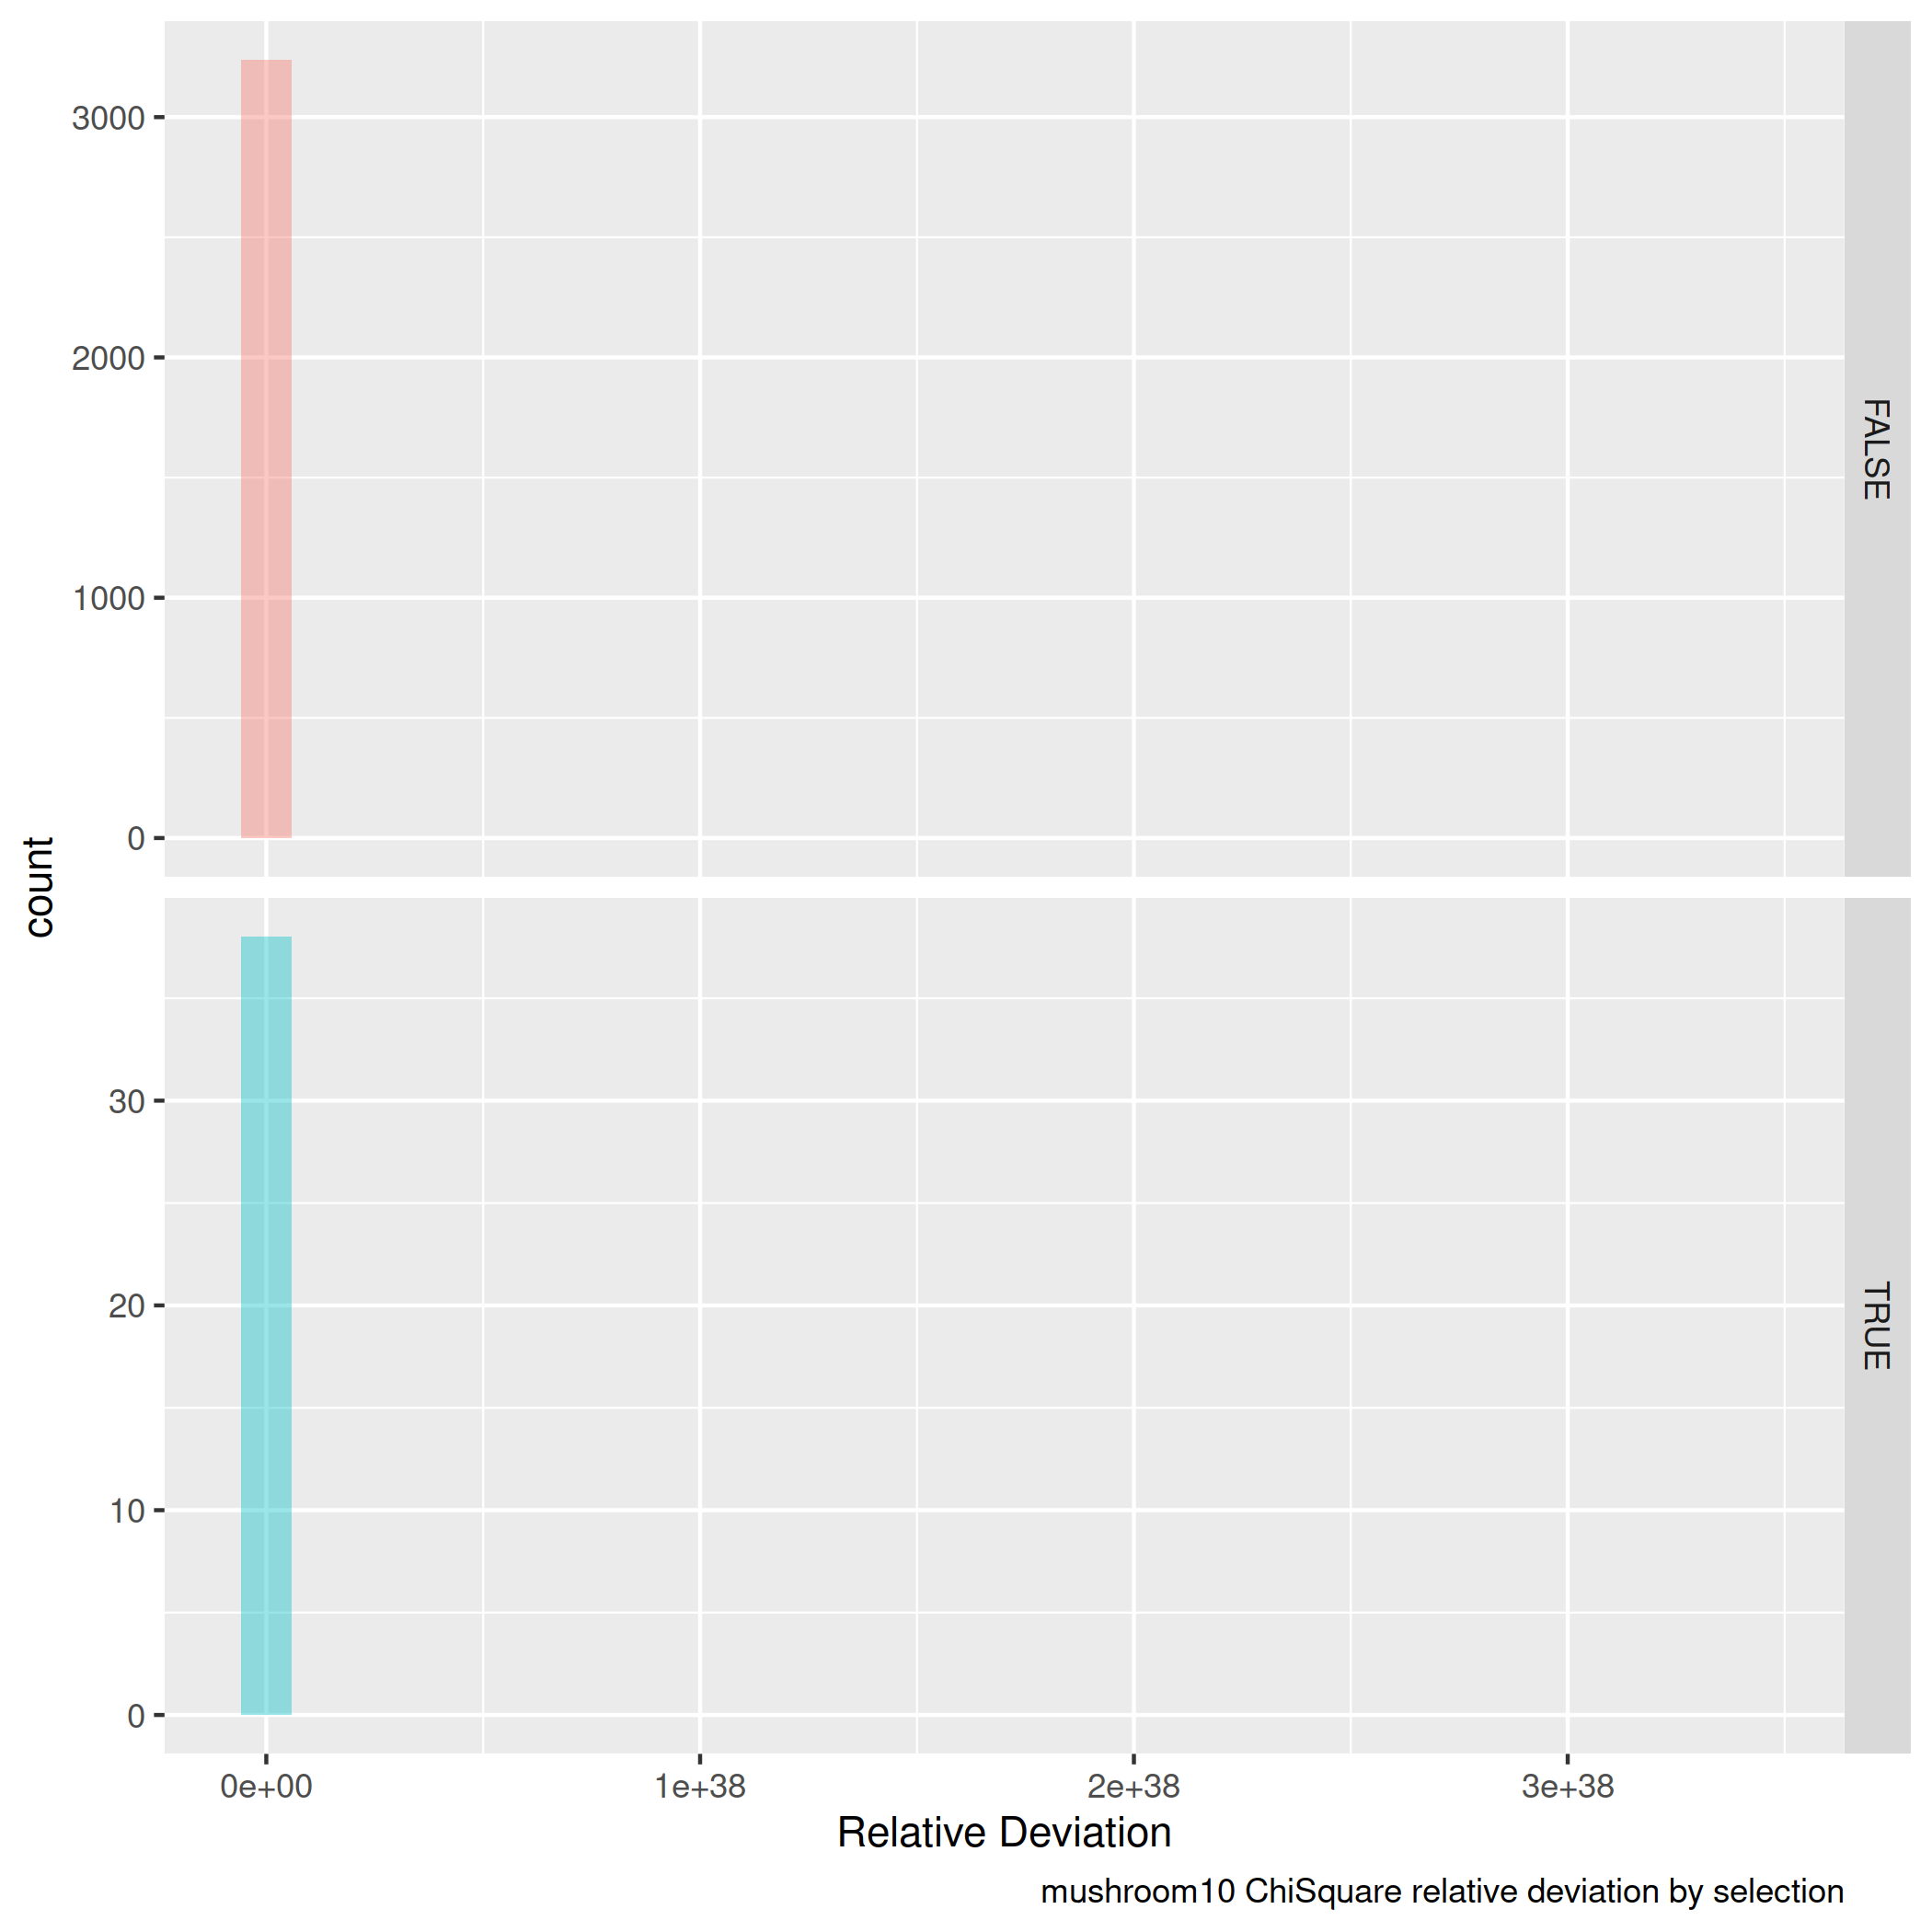 3000
2000
1000
0
FALSE
count
30
20
10
0
TRUE
0e+00 1e+38 2e+38 3e+38
Relative Deviation
mushroom10 ChiSquare relative deviation by selection